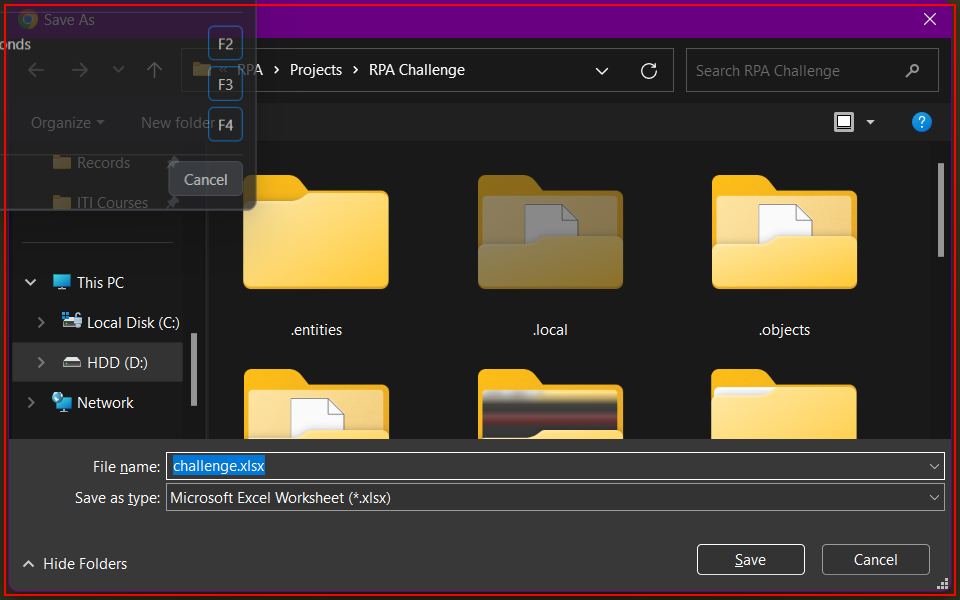 Save As
onds
F2
RPA > Projects > RPA Challenge
Search RPA Challenge
F3
Organize
New folder
F4
?
Records
Cancel
ITI Courses
This PC
Local Disk (C:)
HDD (D:)
Network
.entities
.local
.objects
File name: challenge.xlsx
Save as type: Microsoft Excel Worksheet (*.xlsx)
Hide Folders
Save
Cancel